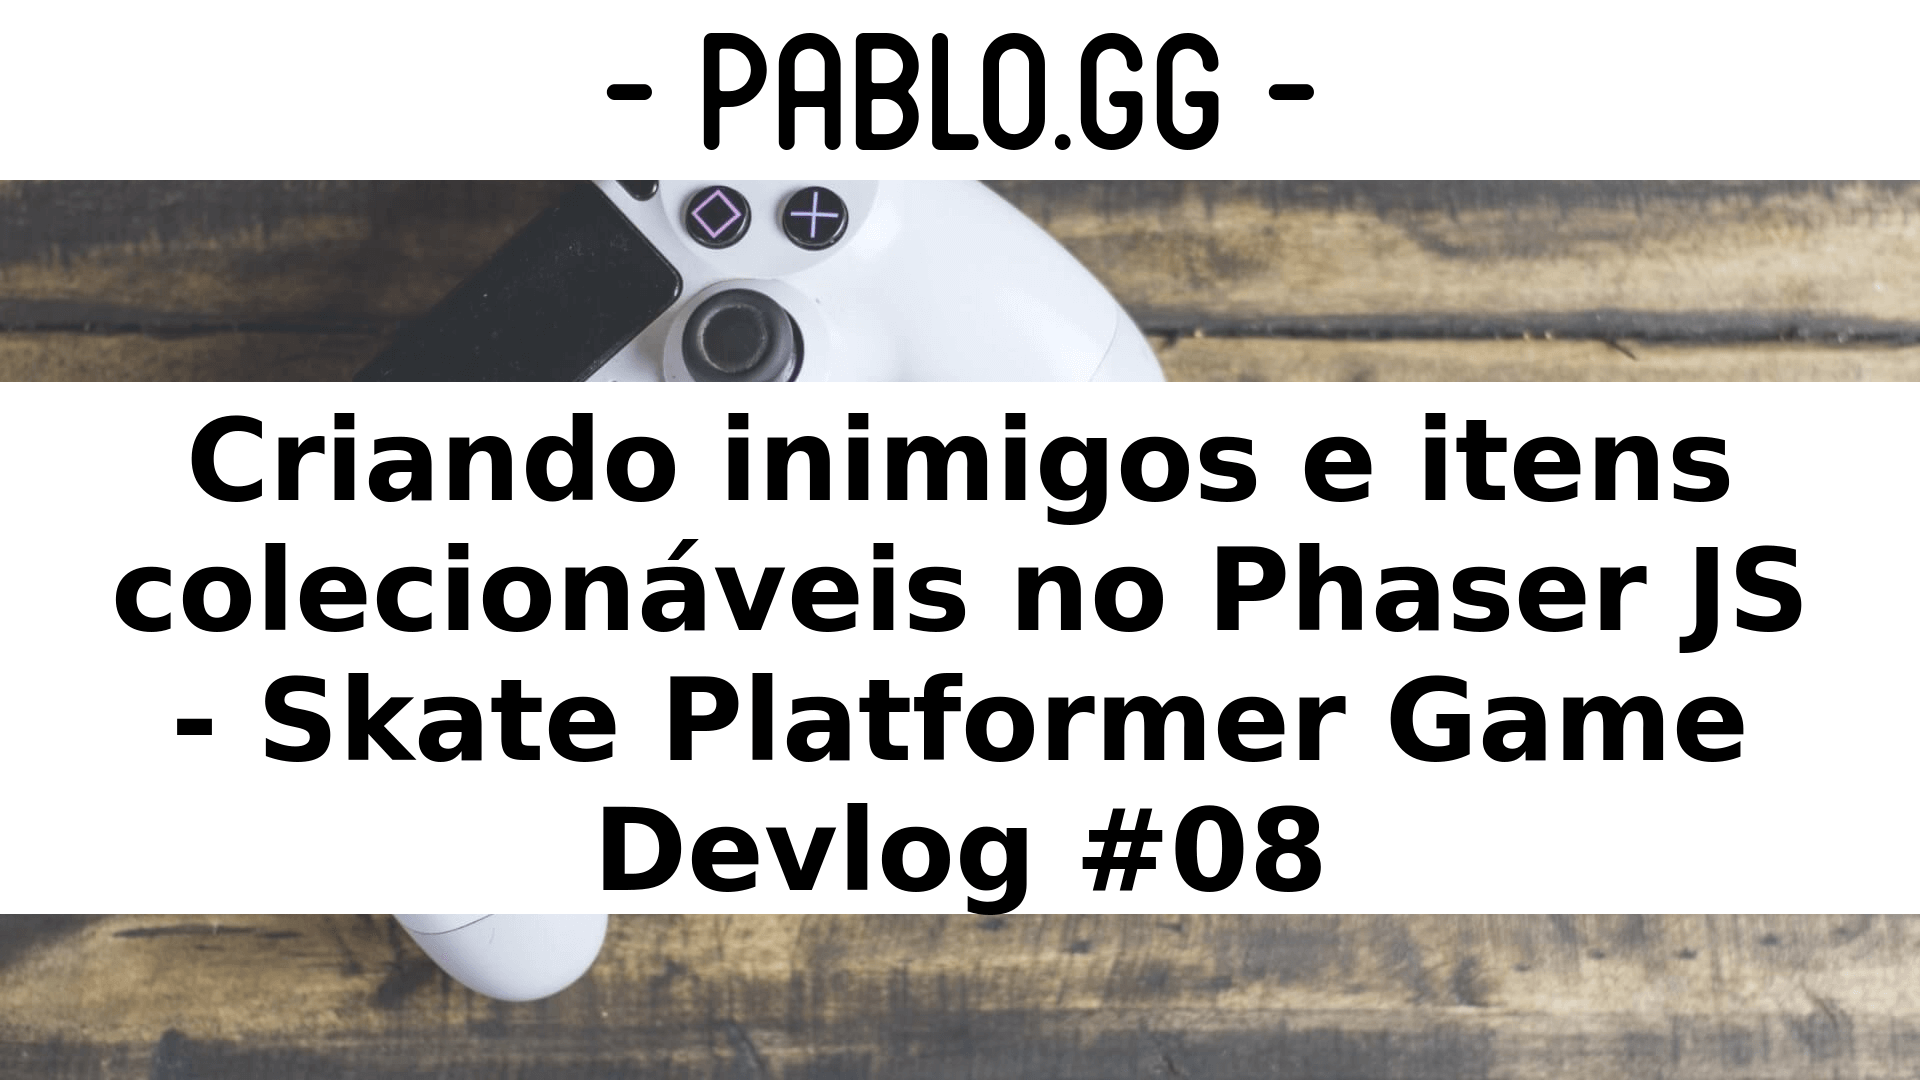 - PABLO.GG -
Criando inimigos e itens
colecionáveis no Phaser JS
- Skate Platformer Game
Devlog #08